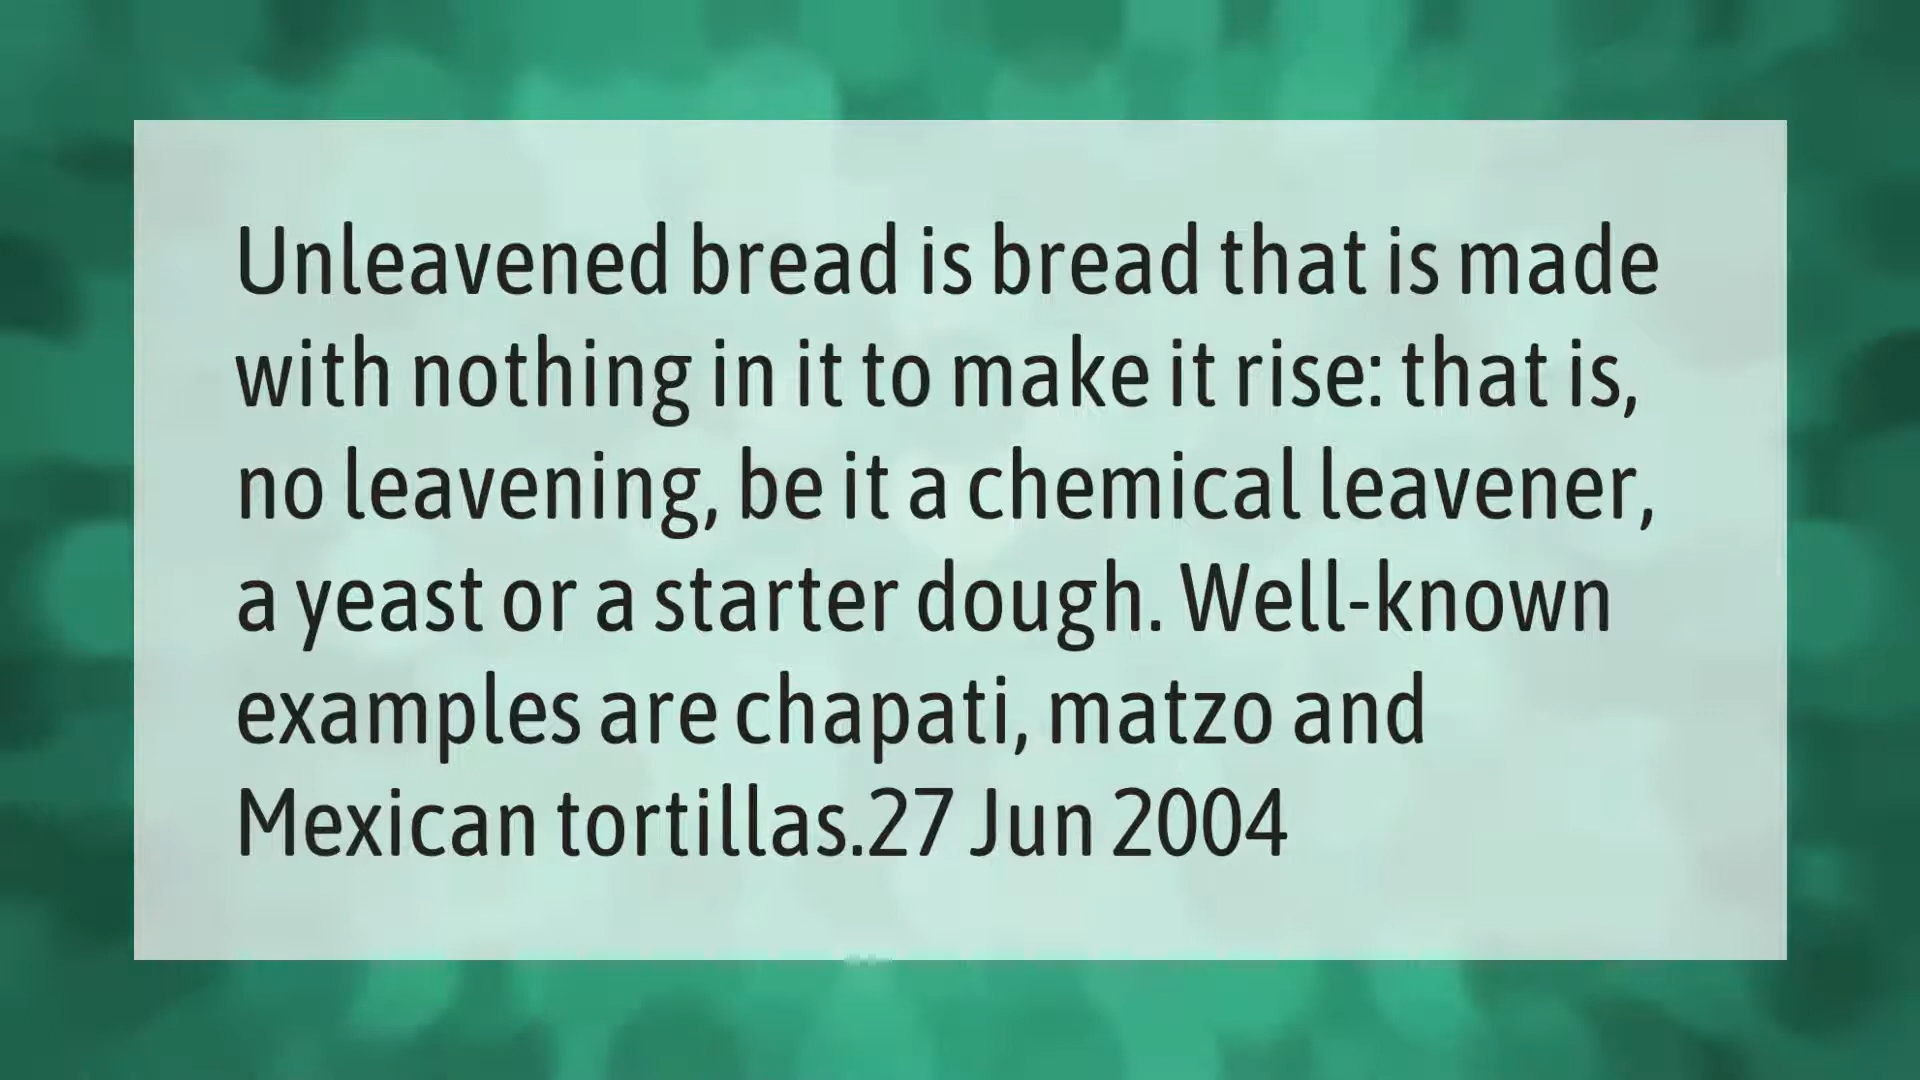 Unleavened bread is bread that is made
with nothing in it to make it rise: that is,
no leavening, be it a chemical leavener,
a yeast or a starter dough. Well-known
examples are chapati, matzo and
Mexican tortillas.27 Jun 2004